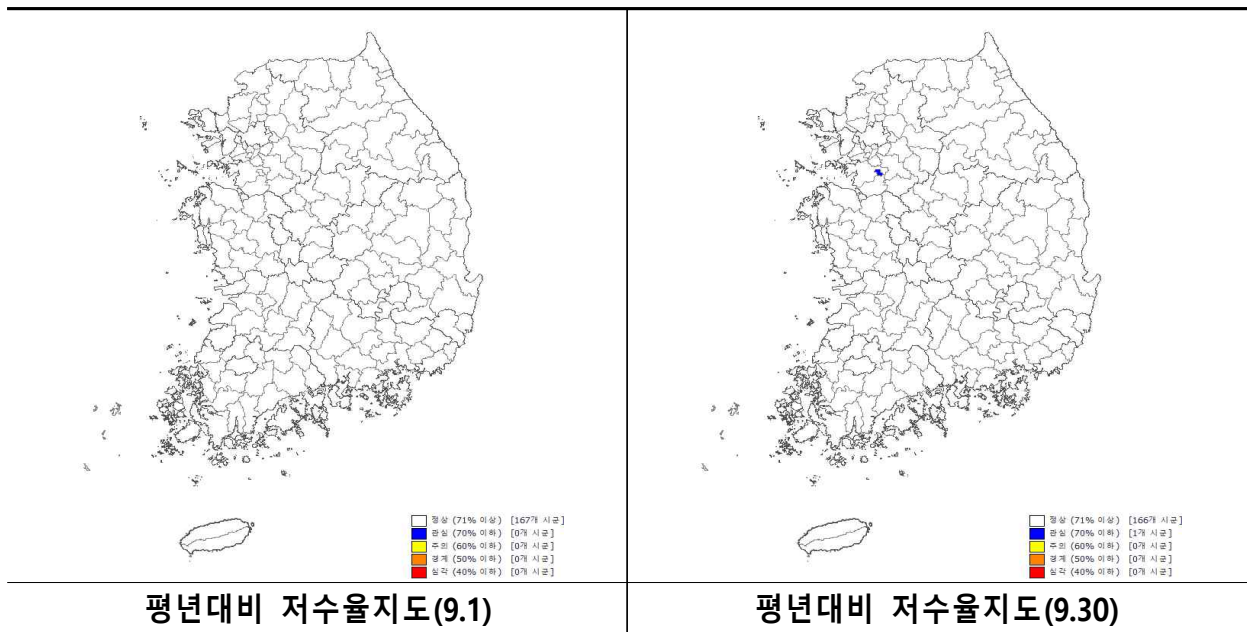 정상 (71% 이상) [167개 시군]
관심 (70% 이하) [0개 시군]
주의 (60% 이하) [0개 시군]
경계 (50% 이하) [0개 시군]
심각 (40% 이하) [0개 시군]
평년대비 저수율지도(9.1)
정상 (71% 이상) [166개 시군]
관심 (70% 이하) [1개 시군]
주의 (60% 이하) [0개 시군]
경계 (50% 이하) [0개 시군]
심각 (40% 이하) [0개 시군]
평년대비 저수율지도(9.30)